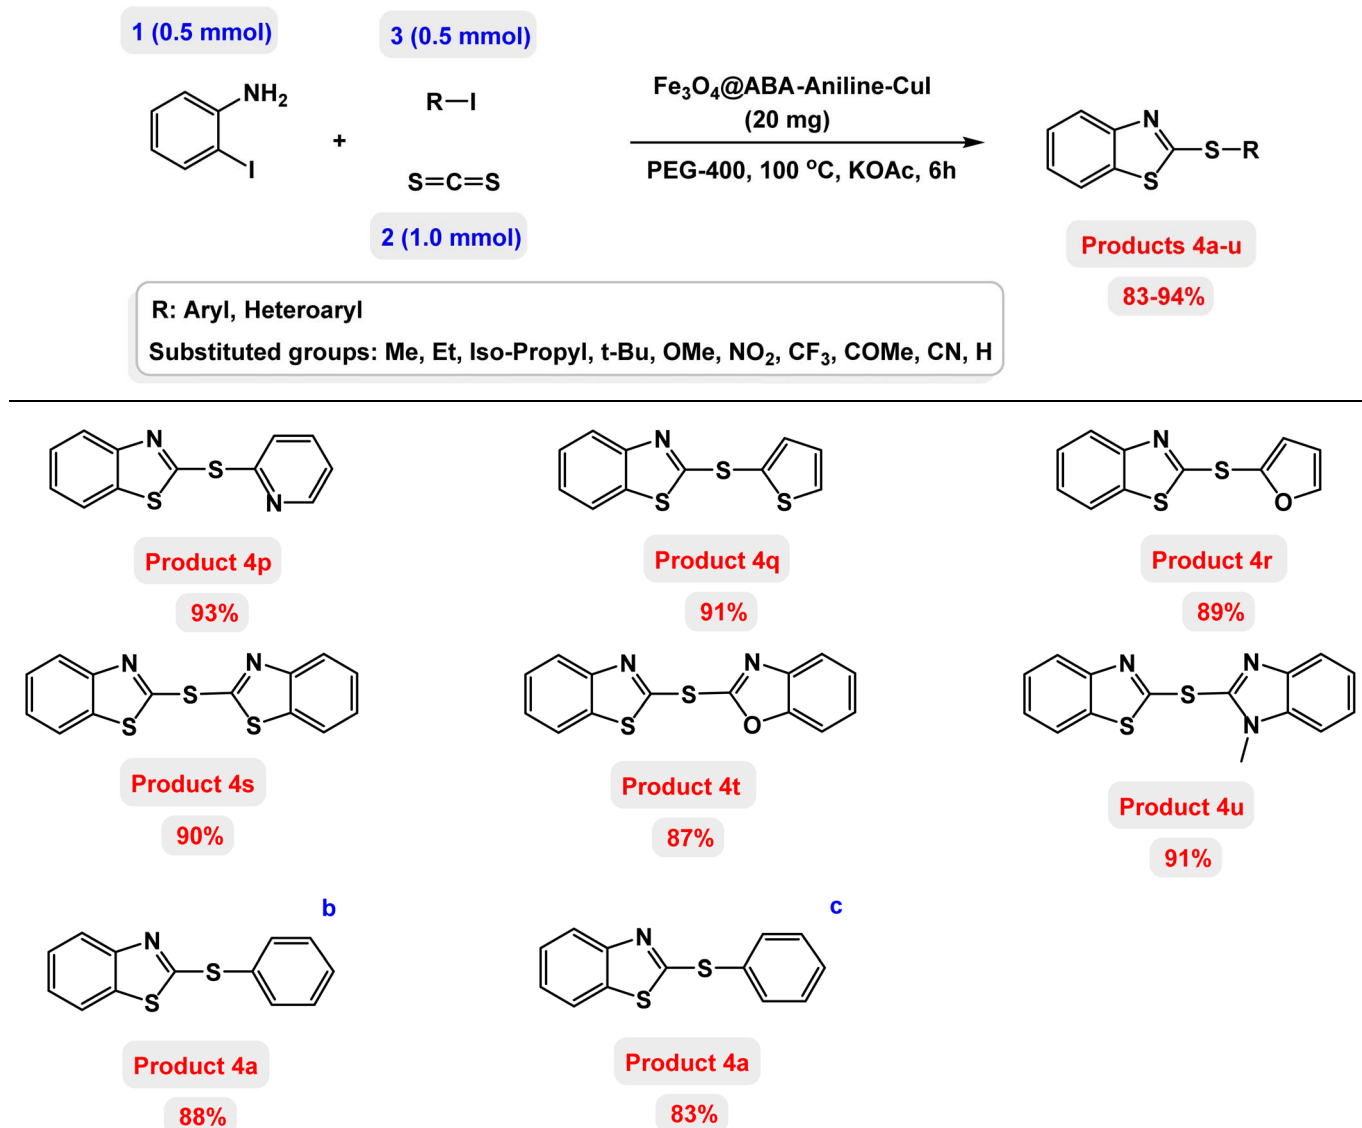 1 (0.5 mmol)
3 (0.5 mmol)
NH₂
I
+
R—I
S=C=S
2 (1.0 mmol)
Fe₃O₄@ABA-Aniline-CuI
(20 mg)
PEG-400, 100 °C, KOAc, 6h
N
S
S—R
Products 4a-u
83-94%
R: Aryl, Heteroaryl
Substituted groups: Me, Et, Iso-Propyl, t-Bu, OMe, NO₂, CF₃, COMe, CN, H
N
S
S
N
Product 4p
93%
N
S
S
S
Product 4q
91%
N
S
S
O
Product 4r
89%
N
S
S
N
S
Product 4s
90%
N
S
S
N
O
Product 4t
87%
N
S
S
N
N
Product 4u
91%
b
N
S
S
Product 4a
88%
c
N
S
S
Product 4a
83%